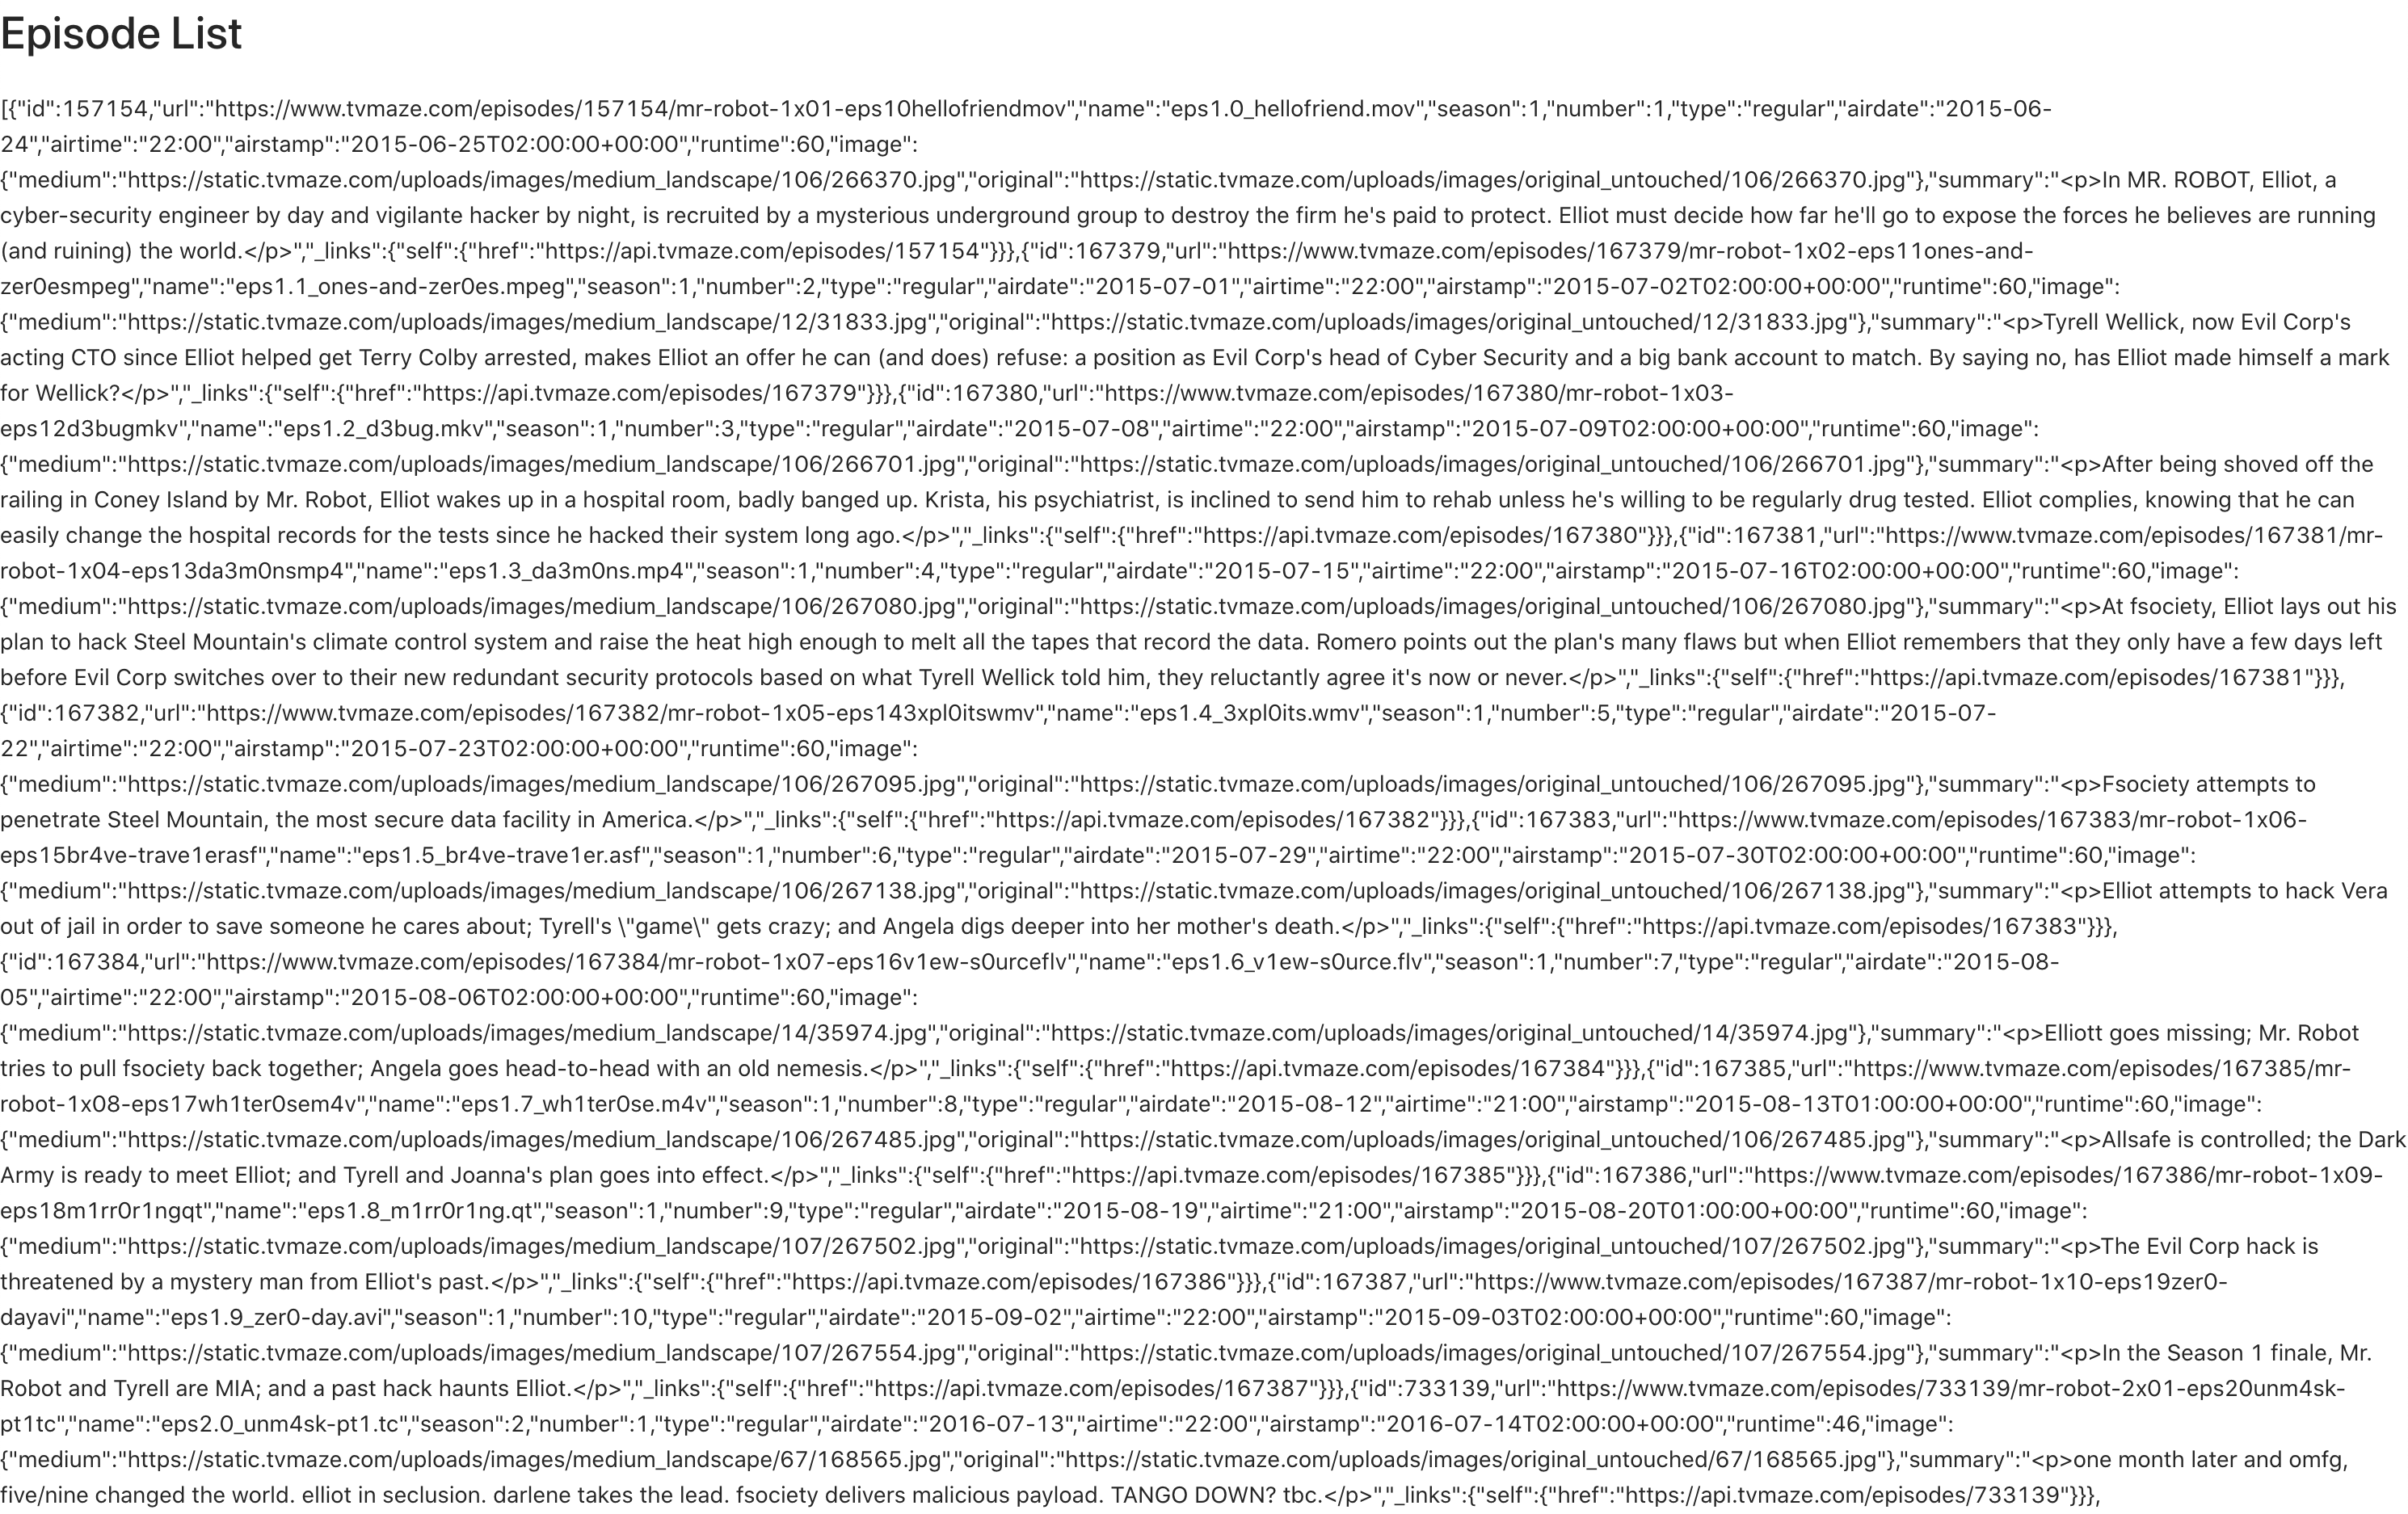 Episode List
[{"id":157154,"url":"https://www.tvmaze.com/episodes/157154/mr-robot-1x01-eps10hellofriendmov","name":"eps1.0_hellofriend.mov","season":1,"number":1,"type":"regular","airdate":"2015-06-
24","airtime":"22:00","airstamp":"2015-06-25T02:00:00+00:00","runtime":60,"image":
{"medium":"https://static.tvmaze.com/uploads/images/medium_landscape/106/266370.jpg","original":"https://static.tvmaze.com/uploads/images/original_untouched/106/266370.jpg"},"summary":"<p>In MR. ROBOT, Elliot, a
cyber-security engineer by day and vigilante hacker by night, is recruited by a mysterious underground group to destroy the firm he's paid to protect. Elliot must decide how far he'll go to expose the forces he believes are running
(and ruining) the world.</p>","_links":{"self":{"href":"https://api.tvmaze.com/episodes/157154"}}},{"id":167379,"url":"https://www.tvmaze.com/episodes/167379/mr-robot-1x02-eps11ones-and-
zer0esmpeg","name":"eps1.1_ones-and-zer0es.mpeg","season":1,"number":2,"type":"regular","airdate":"2015-07-01","airtime":"22:00","airstamp":"2015-07-02T02:00:00+00:00","runtime":60,"image":
{"medium":"https://static.tvmaze.com/uploads/images/medium_landscape/12/31833.jpg","original":"https://static.tvmaze.com/uploads/images/original_untouched/12/31833.jpg"},"summary":"<p>Tyrell Wellick, now Evil Corp's
acting CTO since Elliot helped get Terry Colby arrested, makes Elliot an offer he can (and does) refuse: a position as Evil Corp's head of Cyber Security and a big bank account to match. By saying no, has Elliot made himself a mark
for Wellick?</p>","_links":{"self":{"href":"https://api.tvmaze.com/episodes/167379"}}},{"id":167380,"url":"https://www.tvmaze.com/episodes/167380/mr-robot-1x03-
eps12d3bugmkv","name":"eps1.2_d3bug.mkv","season":1,"number":3,"type":"regular","airdate":"2015-07-08","airtime":"22:00","airstamp":"2015-07-09T02:00:00+00:00","runtime":60,"image":
{"medium":"https://static.tvmaze.com/uploads/images/medium_landscape/106/266701.jpg","original":"https://static.tvmaze.com/uploads/images/original_untouched/106/266701.jpg"},"summary":"<p>After being shoved off the
railing in Coney Island by Mr. Robot, Elliot wakes up in a hospital room, badly banged up. Krista, his psychiatrist, is inclined to send him to rehab unless he's willing to be regularly drug tested. Elliot complies, knowing that he can
easily change the hospital records for the tests since he hacked their system long ago.</p>","_links":{"self":{"href":"https://api.tvmaze.com/episodes/167380"}}},{"id":167381,"url":"https://www.tvmaze.com/episodes/167381/mr-
robot-1x04-eps13da3m0nsmp4","name":"eps1.3_da3m0ns.mp4","season":1,"number":4,"type":"regular","airdate":"2015-07-15","airtime":"22:00","airstamp":"2015-07-16T02:00:00+00:00","runtime":60,"image":
{"medium":"https://static.tvmaze.com/uploads/images/medium_landscape/106/267080.jpg","original":"https://static.tvmaze.com/uploads/images/original_untouched/106/267080.jpg"},"summary":"<p>At fsociety, Elliot lays out his
plan to hack Steel Mountain's climate control system and raise the heat high enough to melt all the tapes that record the data. Romero points out the plan's many flaws but when Elliot remembers that they only have a few days left
before Evil Corp switches over to their new redundant security protocols based on what Tyrell Wellick told him, they reluctantly agree it's now or never.</p>","_links":{"self":{"href":"https://api.tvmaze.com/episodes/167381"}}},
{"id":167382,"url":"https://www.tvmaze.com/episodes/167382/mr-robot-1x05-eps143xpl0itswmv","name":"eps1.4_3xpl0its.wmv","season":1,"number":5,"type":"regular","airdate":"2015-07-
22","airtime":"22:00","airstamp":"2015-07-23T02:00:00+00:00","runtime":60,"image":
{"medium":"https://static.tvmaze.com/uploads/images/medium_landscape/106/267095.jpg","original":"https://static.tvmaze.com/uploads/images/original_untouched/106/267095.jpg"},"summary":"<p>Fsociety attempts to
penetrate Steel Mountain, the most secure data facility in America.</p>","_links":{"self":{"href":"https://api.tvmaze.com/episodes/167382"}}},{"id":167383,"url":"https://www.tvmaze.com/episodes/167383/mr-robot-1x06-
eps15br4ve-trave1erasf","name":"eps1.5_br4ve-trave1er.asf","season":1,"number":6,"type":"regular","airdate":"2015-07-29","airtime":"22:00","airstamp":"2015-07-30T02:00:00+00:00","runtime":60,"image":
{"medium":"https://static.tvmaze.com/uploads/images/medium_landscape/106/267138.jpg","original":"https://static.tvmaze.com/uploads/images/original_untouched/106/267138.jpg"},"summary":"<p>Elliot attempts to hack Vera
out of jail in order to save someone he cares about; Tyrell's \"game\" gets crazy; and Angela digs deeper into her mother's death.</p>","_links":{"self":{"href":"https://api.tvmaze.com/episodes/167383"}}},
{"id":167384,"url":"https://www.tvmaze.com/episodes/167384/mr-robot-1x07-eps16v1ew-s0urceflv","name":"eps1.6_v1ew-s0urce.flv","season":1,"number":7,"type":"regular","airdate":"2015-08-
05","airtime":"22:00","airstamp":"2015-08-06T02:00:00+00:00","runtime":60,"image":
{"medium":"https://static.tvmaze.com/uploads/images/medium_landscape/14/35974.jpg","original":"https://static.tvmaze.com/uploads/images/original_untouched/14/35974.jpg"},"summary":"<p>Elliott goes missing; Mr. Robot
tries to pull fsociety back together; Angela goes head-to-head with an old nemesis.</p>","_links":{"self":{"href":"https://api.tvmaze.com/episodes/167384"}}},{"id":167385,"url":"https://www.tvmaze.com/episodes/167385/mr-
robot-1x08-eps17wh1ter0sem4v","name":"eps1.7_wh1ter0se.m4v","season":1,"number":8,"type":"regular","airdate":"2015-08-12","airtime":"21:00","airstamp":"2015-08-13T01:00:00+00:00","runtime":60,"image":
{"medium":"https://static.tvmaze.com/uploads/images/medium_landscape/106/267485.jpg","original":"https://static.tvmaze.com/uploads/images/original_untouched/106/267485.jpg"},"summary":"<p>Allsafe is controlled; the Dark
Army is ready to meet Elliot; and Tyrell and Joanna's plan goes into effect.</p>","_links":{"self":{"href":"https://api.tvmaze.com/episodes/167385"}}},{"id":167386,"url":"https://www.tvmaze.com/episodes/167386/mr-robot-1x09-
eps18m1rr0r1ngqt","name":"eps1.8_m1rr0r1ng.qt","season":1,"number":9,"type":"regular","airdate":"2015-08-19","airtime":"21:00","airstamp":"2015-08-20T01:00:00+00:00","runtime":60,"image":
{"medium":"https://static.tvmaze.com/uploads/images/medium_landscape/107/267502.jpg","original":"https://static.tvmaze.com/uploads/images/original_untouched/107/267502.jpg"},"summary":"<p>The Evil Corp hack is
threatened by a mystery man from Elliot's past.</p>","_links":{"self":{"href":"https://api.tvmaze.com/episodes/167386"}}},{"id":167387,"url":"https://www.tvmaze.com/episodes/167387/mr-robot-1x10-eps19zer0-
dayavi","name":"eps1.9_zer0-day.avi","season":1,"number":10,"type":"regular","airdate":"2015-09-02","airtime":"22:00","airstamp":"2015-09-03T02:00:00+00:00","runtime":60,"image":
{"medium":"https://static.tvmaze.com/uploads/images/medium_landscape/107/267554.jpg","original":"https://static.tvmaze.com/uploads/images/original_untouched/107/267554.jpg"},"summary":"<p>In the Season 1 finale, Mr.
Robot and Tyrell are MIA; and a past hack haunts Elliot.</p>","_links":{"self":{"href":"https://api.tvmaze.com/episodes/167387"}}},{"id":733139,"url":"https://www.tvmaze.com/episodes/733139/mr-robot-2x01-eps20unm4sk-
pt1tc","name":"eps2.0_unm4sk-pt1.tc","season":2,"number":1,"type":"regular","airdate":"2016-07-13","airtime":"22:00","airstamp":"2016-07-14T02:00:00+00:00","runtime":46,"image":
{"medium":"https://static.tvmaze.com/uploads/images/medium_landscape/67/168565.jpg","original":"https://static.tvmaze.com/uploads/images/original_untouched/67/168565.jpg"},"summary":"<p>one month later and omfg,
five/nine changed the world. elliot in seclusion. darlene takes the lead. fsociety delivers malicious payload. TANGO DOWN? tbc.</p>","_links":{"self":{"href":"https://api.tvmaze.com/episodes/733139"}}},